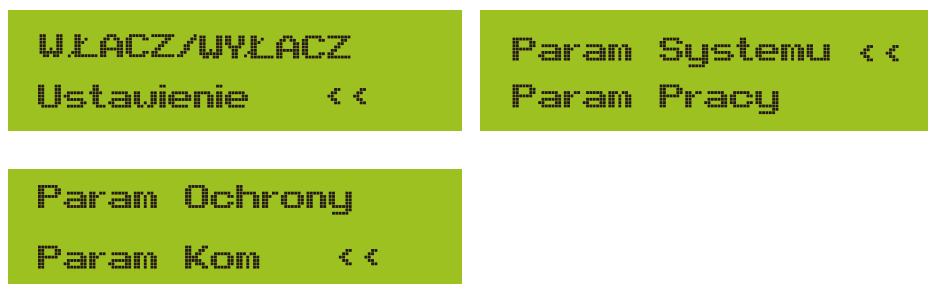 WŁACZ/WYŁACZ
Ustawienie <<
Param Systemu <<
Param Pracy
Param Ochrony
Param Kom <<